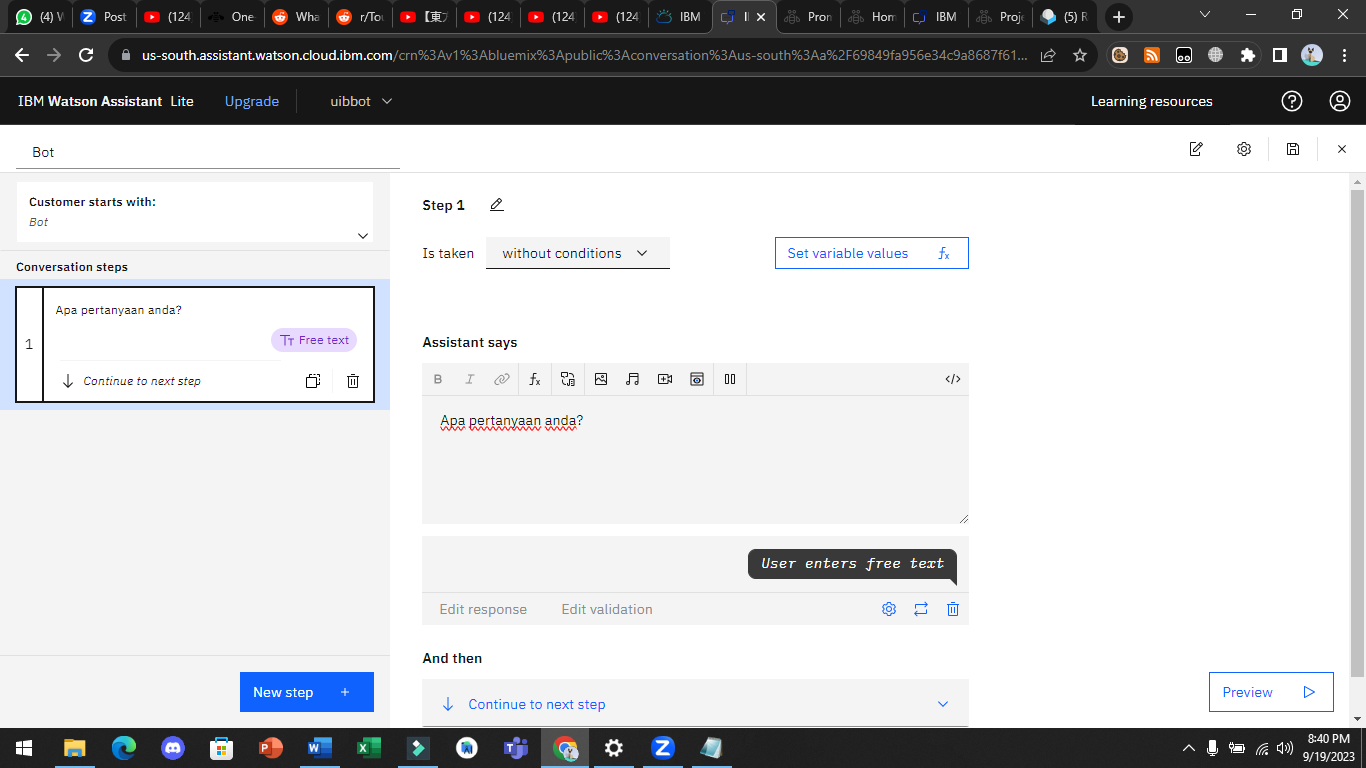 (4) W
Post
(124
One
Wha
r/Tou
【東方
(124
(124
(124
IBM
Pron
Hom
IBM
Proje
(5) R
us-south.assistant.watson.cloud.ibm.com/crn%3Av1%3Abluemix%3Apublic%3Aconversation%3Aus-south%3Aa%2F69849fa956e34c9a8687f61...
IBM Watson Assistant Lite
Upgrade
uibbot
Learning resources
Bot
Customer starts with:
Bot
Conversation steps
1
Apa pertanyaan anda?
Free text
Continue to next step
New step +
Step 1
Is taken
without conditions
Set variable values
Assistant says
B I
Apa pertanyaan anda?
User enters free text
Edit response
Edit validation
And then
Continue to next step
Preview
8:40 PM
9/19/2023